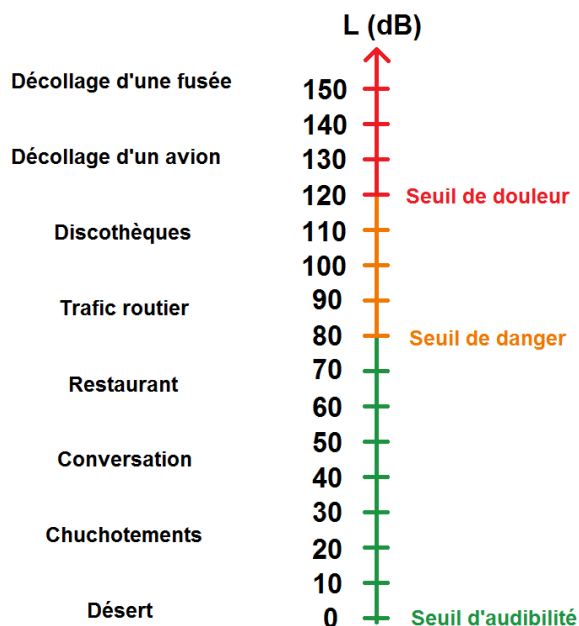 L (dB)
Décollage d'une fusée
150
140
Décollage d'un avion
130
120 Seuil de douleur
Discothèques
110
100
Trafic routier
90
80 Seuil de danger
70
Restaurant
60
50
Conversation
40
30
Chuchotements
20
10
Désert
0 Seuil d'audibilité